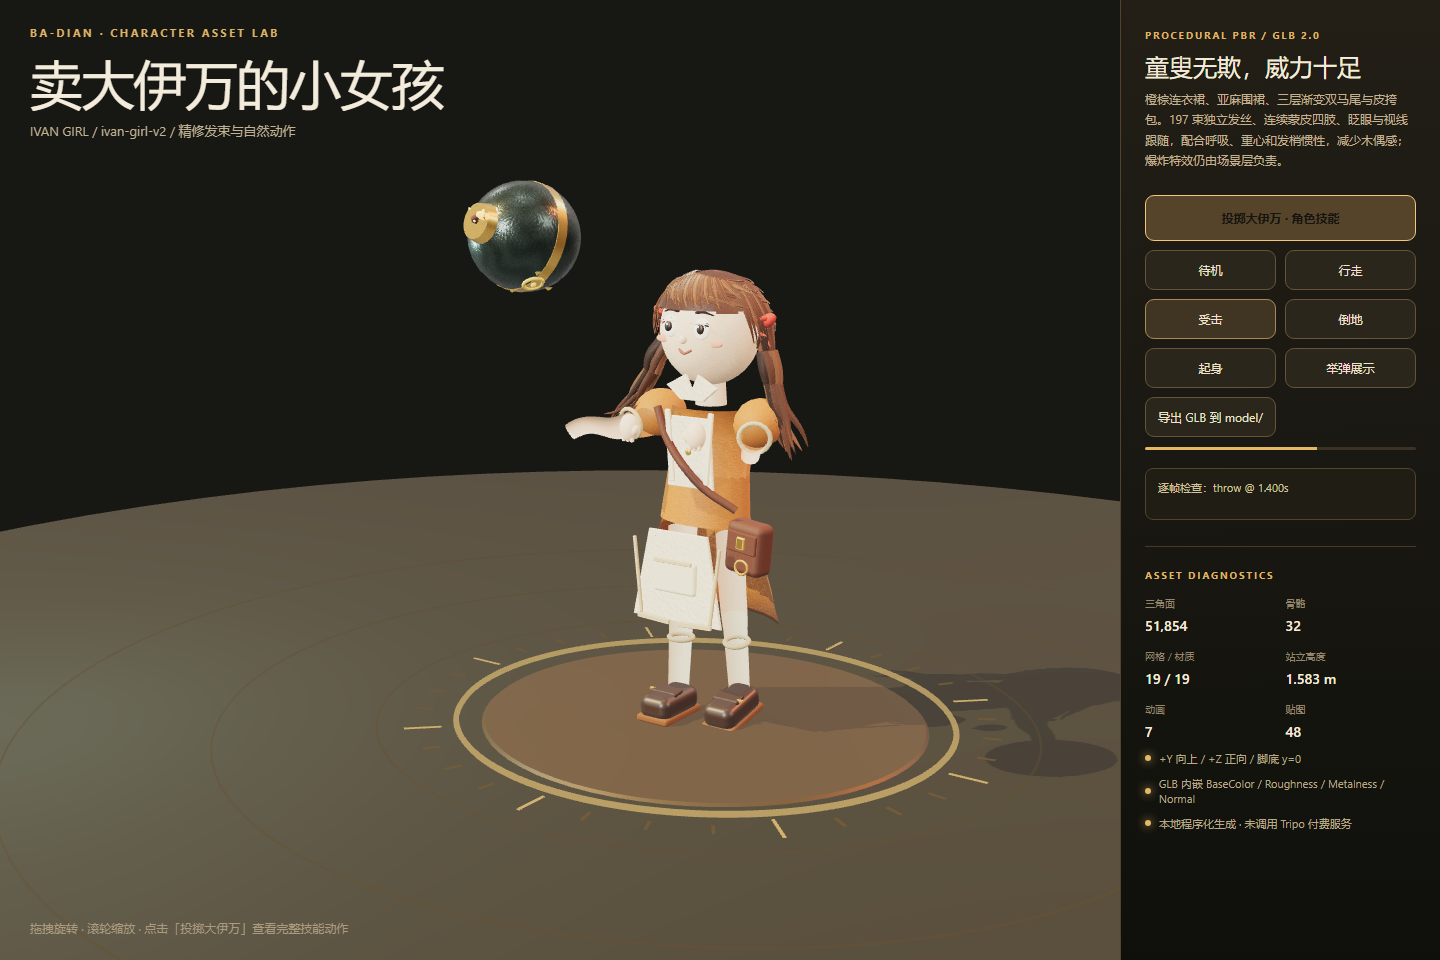 BA-DIAN · CHARACTER ASSET LAB
卖大伊万的小女孩
IVAN GIRL / ivan-girl-v2 / 精修发束与自然动作
拖拽旋转 · 滚轮缩放 · 点击「投掷大伊万」查看完整技能动作
PROCEDURAL PBR / GLB 2.0
童叟无欺，威力十足
橙棕连衣裙、亚麻围裙、三层渐变双马尾与皮挎
包。197 束独立发丝、连续蒙皮四肢、眨眼与视线
跟随，配合呼吸、重心和发梢惯性，减少木偶感；
爆炸特效仍由场景层负责。
投掷大伊万 · 角色技能
待机
行走
受击
倒地
起身
举弹展示
导出 GLB 到 model/
逐帧检查：throw @ 1.400s
ASSET DIAGNOSTICS
三角面
骨骼
51,854
32
网格 / 材质
站立高度
19 / 19
1.583 m
动画
贴图
7
48
+Y 向上 / +Z 正向 / 脚底 y=0
GLB 内嵌 BaseColor / Roughness / Metalness /
Normal
本地程序化生成 · 未调用 Tripo 付费服务